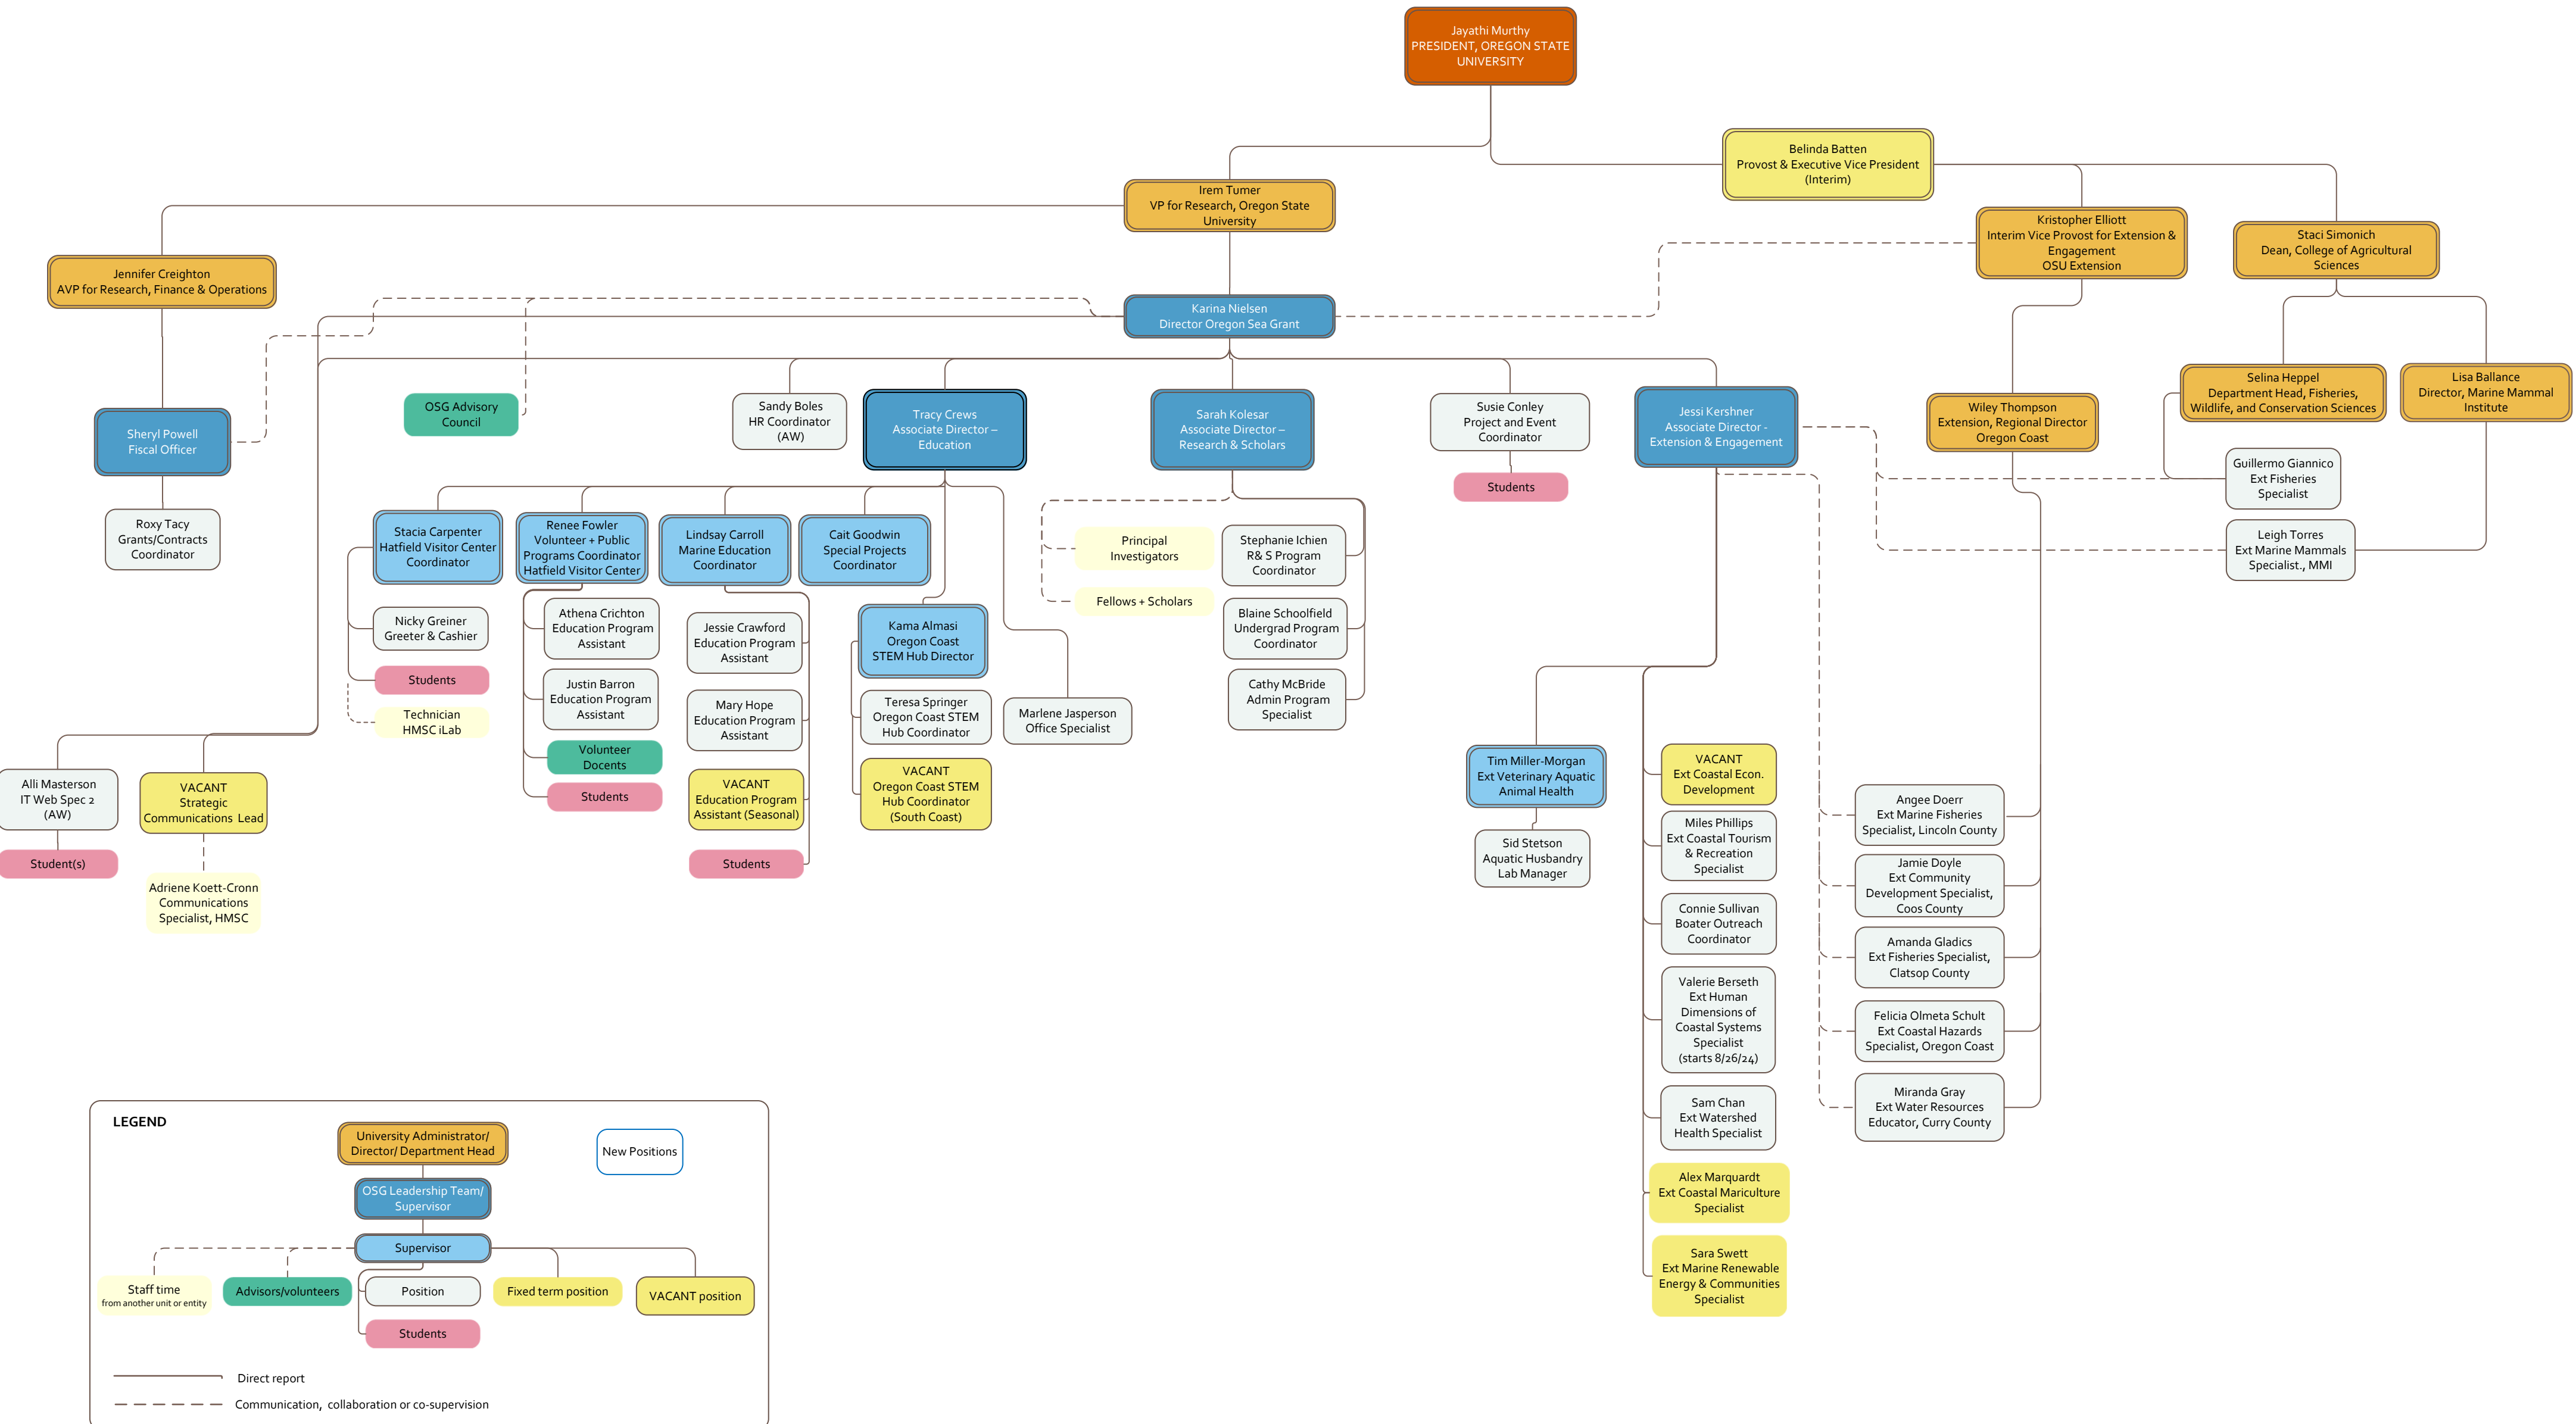 Jayathi Murthy
PRESIDENT, OREGON STATE
UNIVERSITY
Belinda Batten
Provost & Executive Vice President
(Interim)
Irem Tumer
VP for Research, Oregon State
University
Kristopher Elliott
Interim Vice Provost for Extension &
Engagement
OSU Extension
Staci Simonich
Dean, College of Agricultural
Sciences
Jennifer Creighton
AVP for Research, Finance & Operations
Karina Nielsen
Director Oregon Sea Grant
Sheryl Powell
Fiscal Officer
OSG Advisory
Council
Sandy Boles
HR Coordinator
(AW)
Tracy Crews
Associate Director –
Education
Sarah Kolesar
Associate Director –
Research & Scholars
Susie Conley
Project and Event
Coordinator
Students
Jessi Kershner
Associate Director -
Extension & Engagement
Wiley Thompson
Extension, Regional Director
Oregon Coast
Selina Heppel
Department Head, Fisheries,
Wildlife, and Conservation Sciences
Lisa Ballance
Director, Marine Mammal
Institute
Guillermo Giannico
Ext Fisheries
Specialist
Leigh Torres
Ext Marine Mammals
Specialist., MMI
Roxy Tacy
Grants/Contracts
Coordinator
Stacia Carpenter
Hatfield Visitor Center
Coordinator
Renee Fowler
Volunteer + Public
Programs Coordinator
Hatfield Visitor Center
Lindsay Carroll
Marine Education
Coordinator
Cait Goodwin
Special Projects
Coordinator
Principal
Investigators
Fellows + Scholars
Stephanie Ichien
R& S Program
Coordinator
Blaine Schoolfield
Undergrad Program
Coordinator
Cathy McBride
Admin Program
Specialist
Nicky Greiner
Greeter & Cashier
Students
Technician
HMSC iLab
Athena Crichton
Education Program
Assistant
Justin Barron
Education Program
Assistant
Volunteer
Docents
Students
Jessie Crawford
Education Program
Assistant
Mary Hope
Education Program
Assistant
VACANT
Education Program
Assistant (Seasonal)
Students
Kama Almasi
Oregon Coast
STEM Hub Director
Teresa Springer
Oregon Coast STEM
Hub Coordinator
VACANT
Oregon Coast STEM
Hub Coordinator
(South Coast)
Marlene Jasperson
Office Specialist
Alli Masterson
IT Web Spec 2
(AW)
Student(s)
VACANT
Strategic
Communications Lead
Adriene Koett-Cronn
Communications
Specialist, HMSC
Tim Miller-Morgan
Ext Veterinary Aquatic
Animal Health
Sid Stetson
Aquatic Husbandry
Lab Manager
VACANT
Ext Coastal Econ.
Development
Miles Phillips
Ext Coastal Tourism
& Recreation
Specialist
Connie Sullivan
Boater Outreach
Coordinator
Valerie Berseth
Ext Human
Dimensions of
Coastal Systems
Specialist
(starts 8/26/24)
Sam Chan
Ext Watershed
Health Specialist
Alex Marquardt
Ext Coastal Mariculture
Specialist
Sara Swett
Ext Marine Renewable
Energy & Communities
Specialist
Angee Doerr
Ext Marine Fisheries
Specialist, Lincoln County
Jamie Doyle
Ext Community
Development Specialist,
Coos County
Amanda Gladics
Ext Fisheries Specialist,
Clatsop County
Felicia Olmeta Schult
Ext Coastal Hazards
Specialist, Oregon Coast
Miranda Gray
Ext Water Resources
Educator, Curry County
LEGEND
University Administrator/
Director/ Department Head
New Positions
OSG Leadership Team/
Supervisor
Supervisor
Staff time
from another unit or entity
Advisors/volunteers
Position
Fixed term position
VACANT position
Students
Direct report
Communication, collaboration or co-supervision